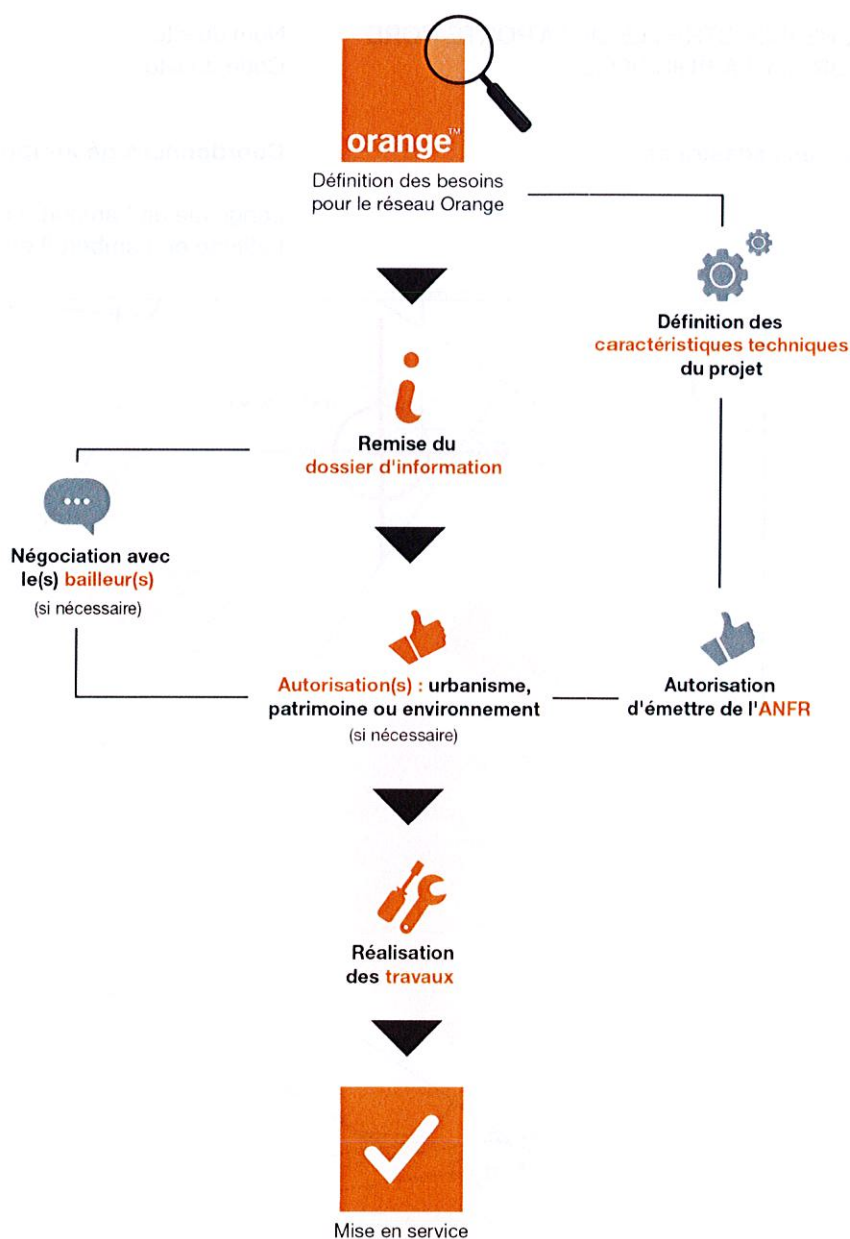 orange™
Définition des besoins
pour le réseau Orange
Définition des
caractéristiques techniques
du projet
Remise du
dossier d'information
Négociation avec
le(s) bailleur(s)
(si nécessaire)
Autorisation(s) : urbanisme,
patrimoine ou environnement
(si nécessaire)
Autorisation
d'émettre de l'ANFR
Réalisation
des travaux
Mise en service